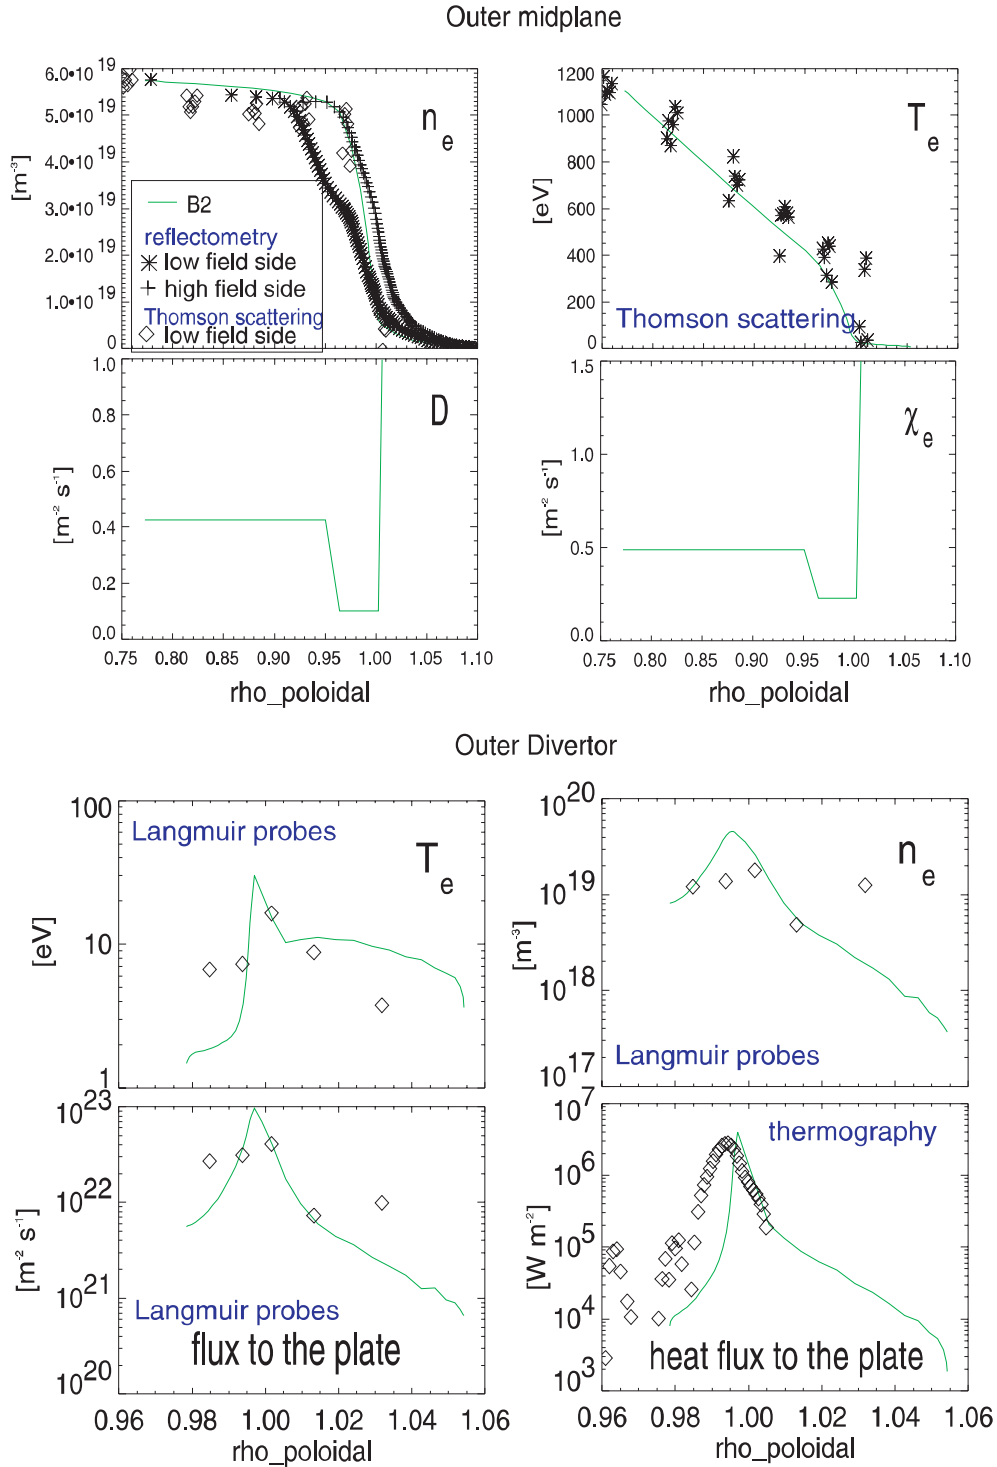 Outer midplane
6.0•10 19
5.0•10 19
4.0•10 19
3.0•10 19
2.0•10 19
1.0•10 19
0
[m-3]
n e
B2
reflectometry
low field side
high field side
Thomson scattering
low field side
1200
1000
800
600
400
200
0
[eV]
T e
Thomson scattering
1.0
0.8
0.6
0.4
0.2
0.0
[m-2 s-1]
D
0.75 0.80 0.85 0.90 0.95 1.00 1.05 1.10
rho_poloidal
1.5
1.0
0.5
0.0
[m-2 s-1]
χ e
0.75 0.80 0.85 0.90 0.95 1.00 1.05 1.10
rho_poloidal
Outer Divertor
100
10
1
[eV]
Langmuir probes
T e
10 20
10 19
10 18
10 17
[m-3]
n e
Langmuir probes
10 23
10 22
10 21
10 20
[m-2 s-1]
Langmuir probes
flux to the plate
0.96 0.98 1.00 1.02 1.04 1.06
rho_poloidal
10 7
10 6
10 5
10 4
10 3
[W m-2]
thermography
heat flux to the plate
0.96 0.98 1.00 1.02 1.04 1.06
rho_poloidal